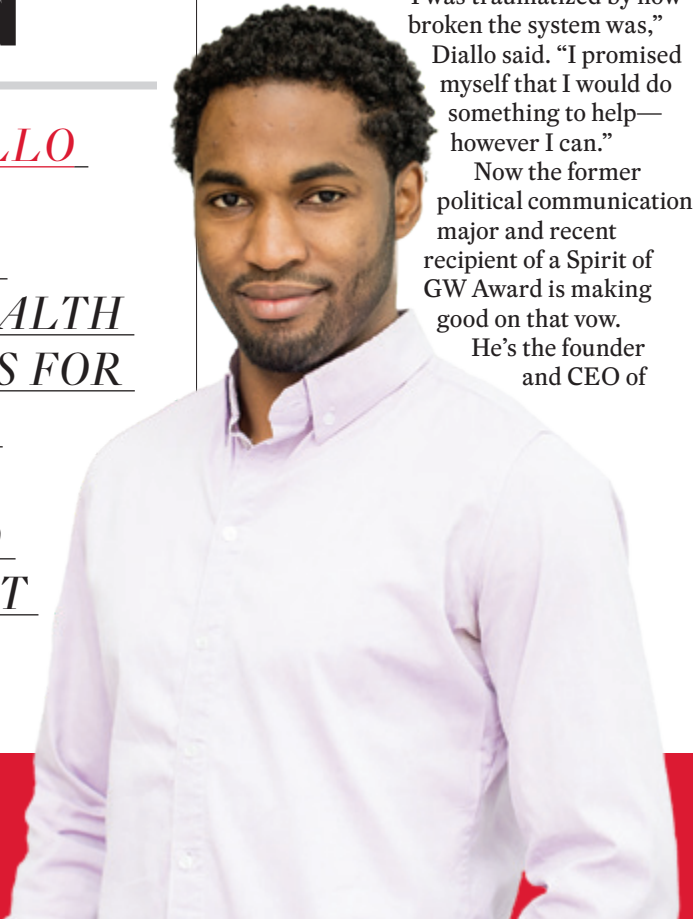 LLO
ALTH
S FOR
T
broken the system was,”
Diallo said. “I promised
myself that I would do
something to help—
however I can.”
Now the former
political communication
major and recent
recipient of a Spirit of
GW Award is making
good on that vow.
He’s the founder
and CEO of